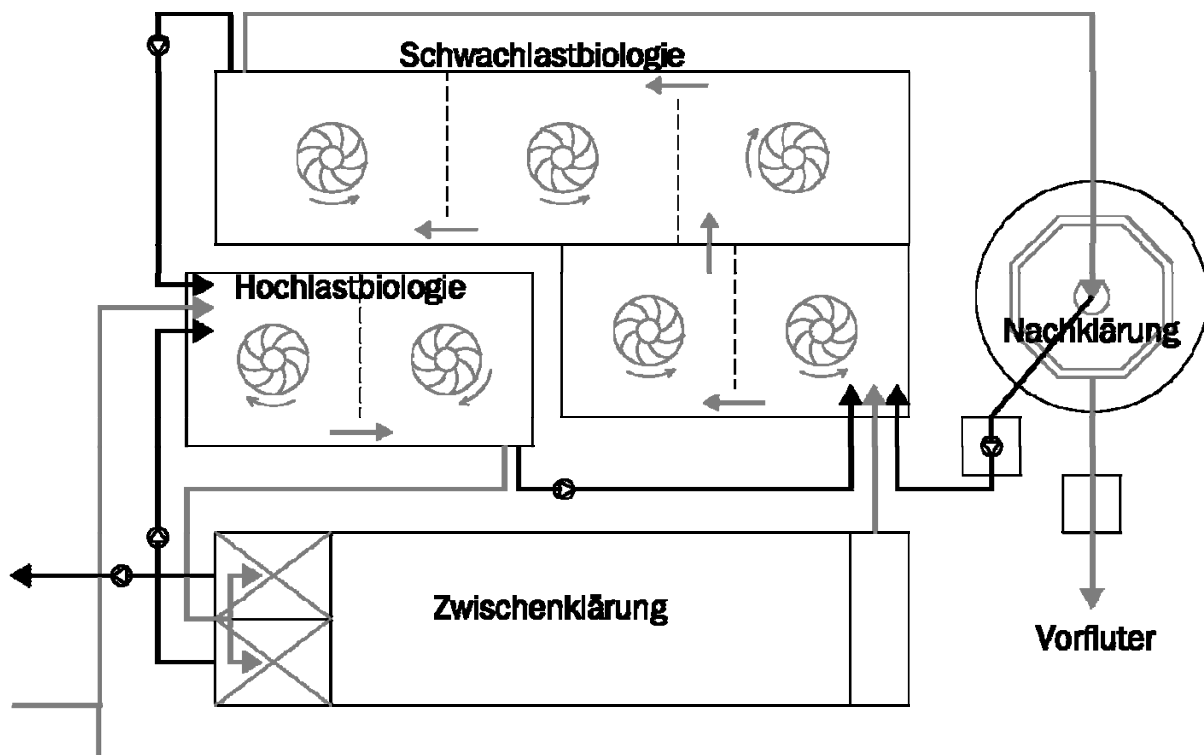 Schwachlastbiologie
Hochlastbiologie
Nachklärung
Zwischenklärung
Vorfluter